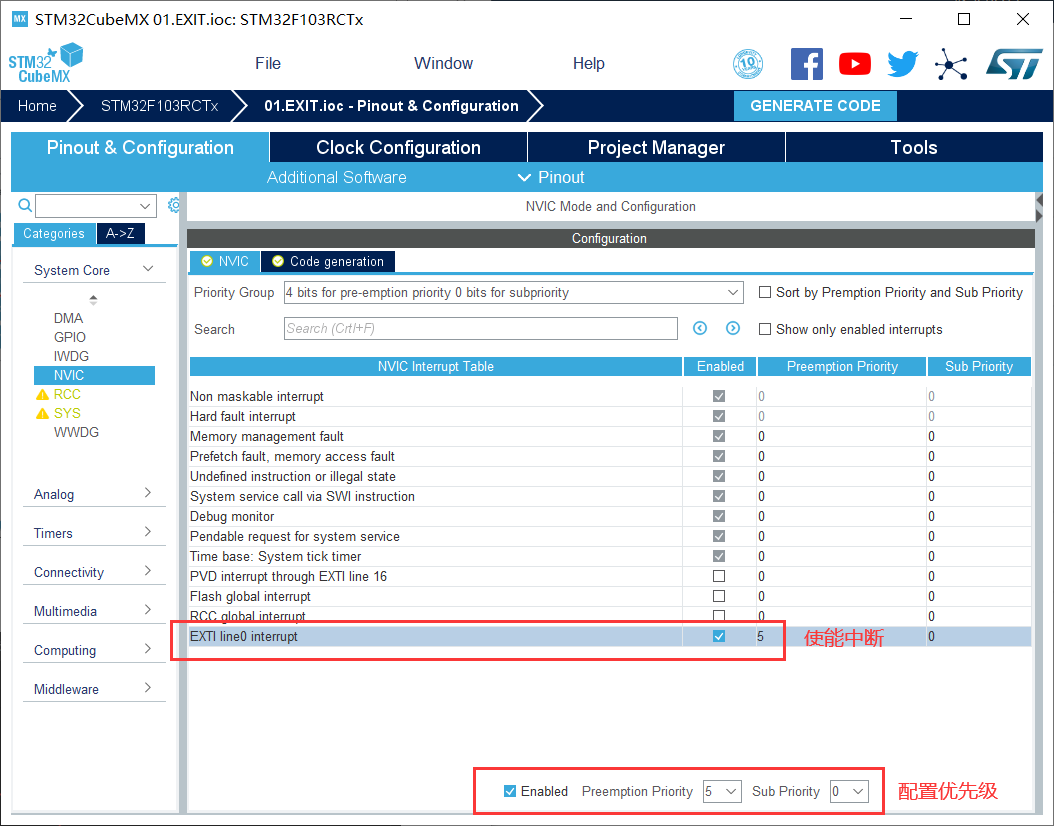 MX STM32CubeMX 01.EXIT.ioc: STM32F103RCTx
STM32
CubeMX
File Window Help
10
ST
Home STM32F103RCTx 01.EXIT.ioc - Pinout & Configuration GENERATE CODE
Pinout & Configuration Clock Configuration Project Manager Tools
Additional Software Pinout
NVIC Mode and Configuration
Categories A->Z
Configuration
NVIC Code generation
System Core
Priority Group 4 bits for pre-emption priority 0 bits for subpriority Sort by Premption Priority and Sub Priority
Search Search (CrtI+F) Show only enabled interrupts
DMA
GPIO
IWDG
NVIC
RCC
SYS
WWDG
Analog
Timers
Connectivity
Multimedia
Computing
Middleware
NVIC Interrupt Table Enabled Preemption Priority Sub Priority
Non maskable interrupt 0 0
Hard fault interrupt 0 0
Memory management fault 0 0
Prefetch fault, memory access fault 0 0
Undefined instruction or illegal state 0 0
System service call via SWI instruction 0 0
Debug monitor 0 0
Pendable request for system service 0 0
Time base: System tick timer 0 0
PVD interrupt through EXTI line 16 0 0
Flash global interrupt 0 0
RCC global interrupt 0 0
EXTI line0 interrupt 5 使能中断 0
Enabled Preemption Priority 5 Sub Priority 0 配置优先级